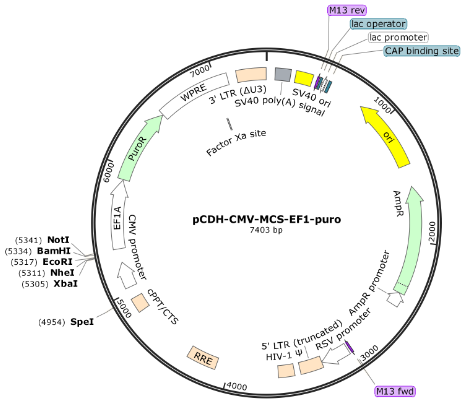 M13 rev
lac operator
lac promoter
CAP binding site
7000
3' LTR (ΔU3)
SV40 poly(A) signal
SV40 ori
WPRE
Factor Xa site
1000
ori
PuroR
6000
AmpR
pCDH-CMV-MCS-EF1-puro
7403 bp
EF1A
CMV promoter
2000
(5341) NotI
(5334) BamHI
(5317) EcoRI
(5311) NheI
(5305) XbaI
5000
cPPT/CTS
(4954) SpeI
AmpR promoter
RSV promoter
5' LTR (truncated)
HIV-1 Ψ
RRE
3000
4000
M13 fwd